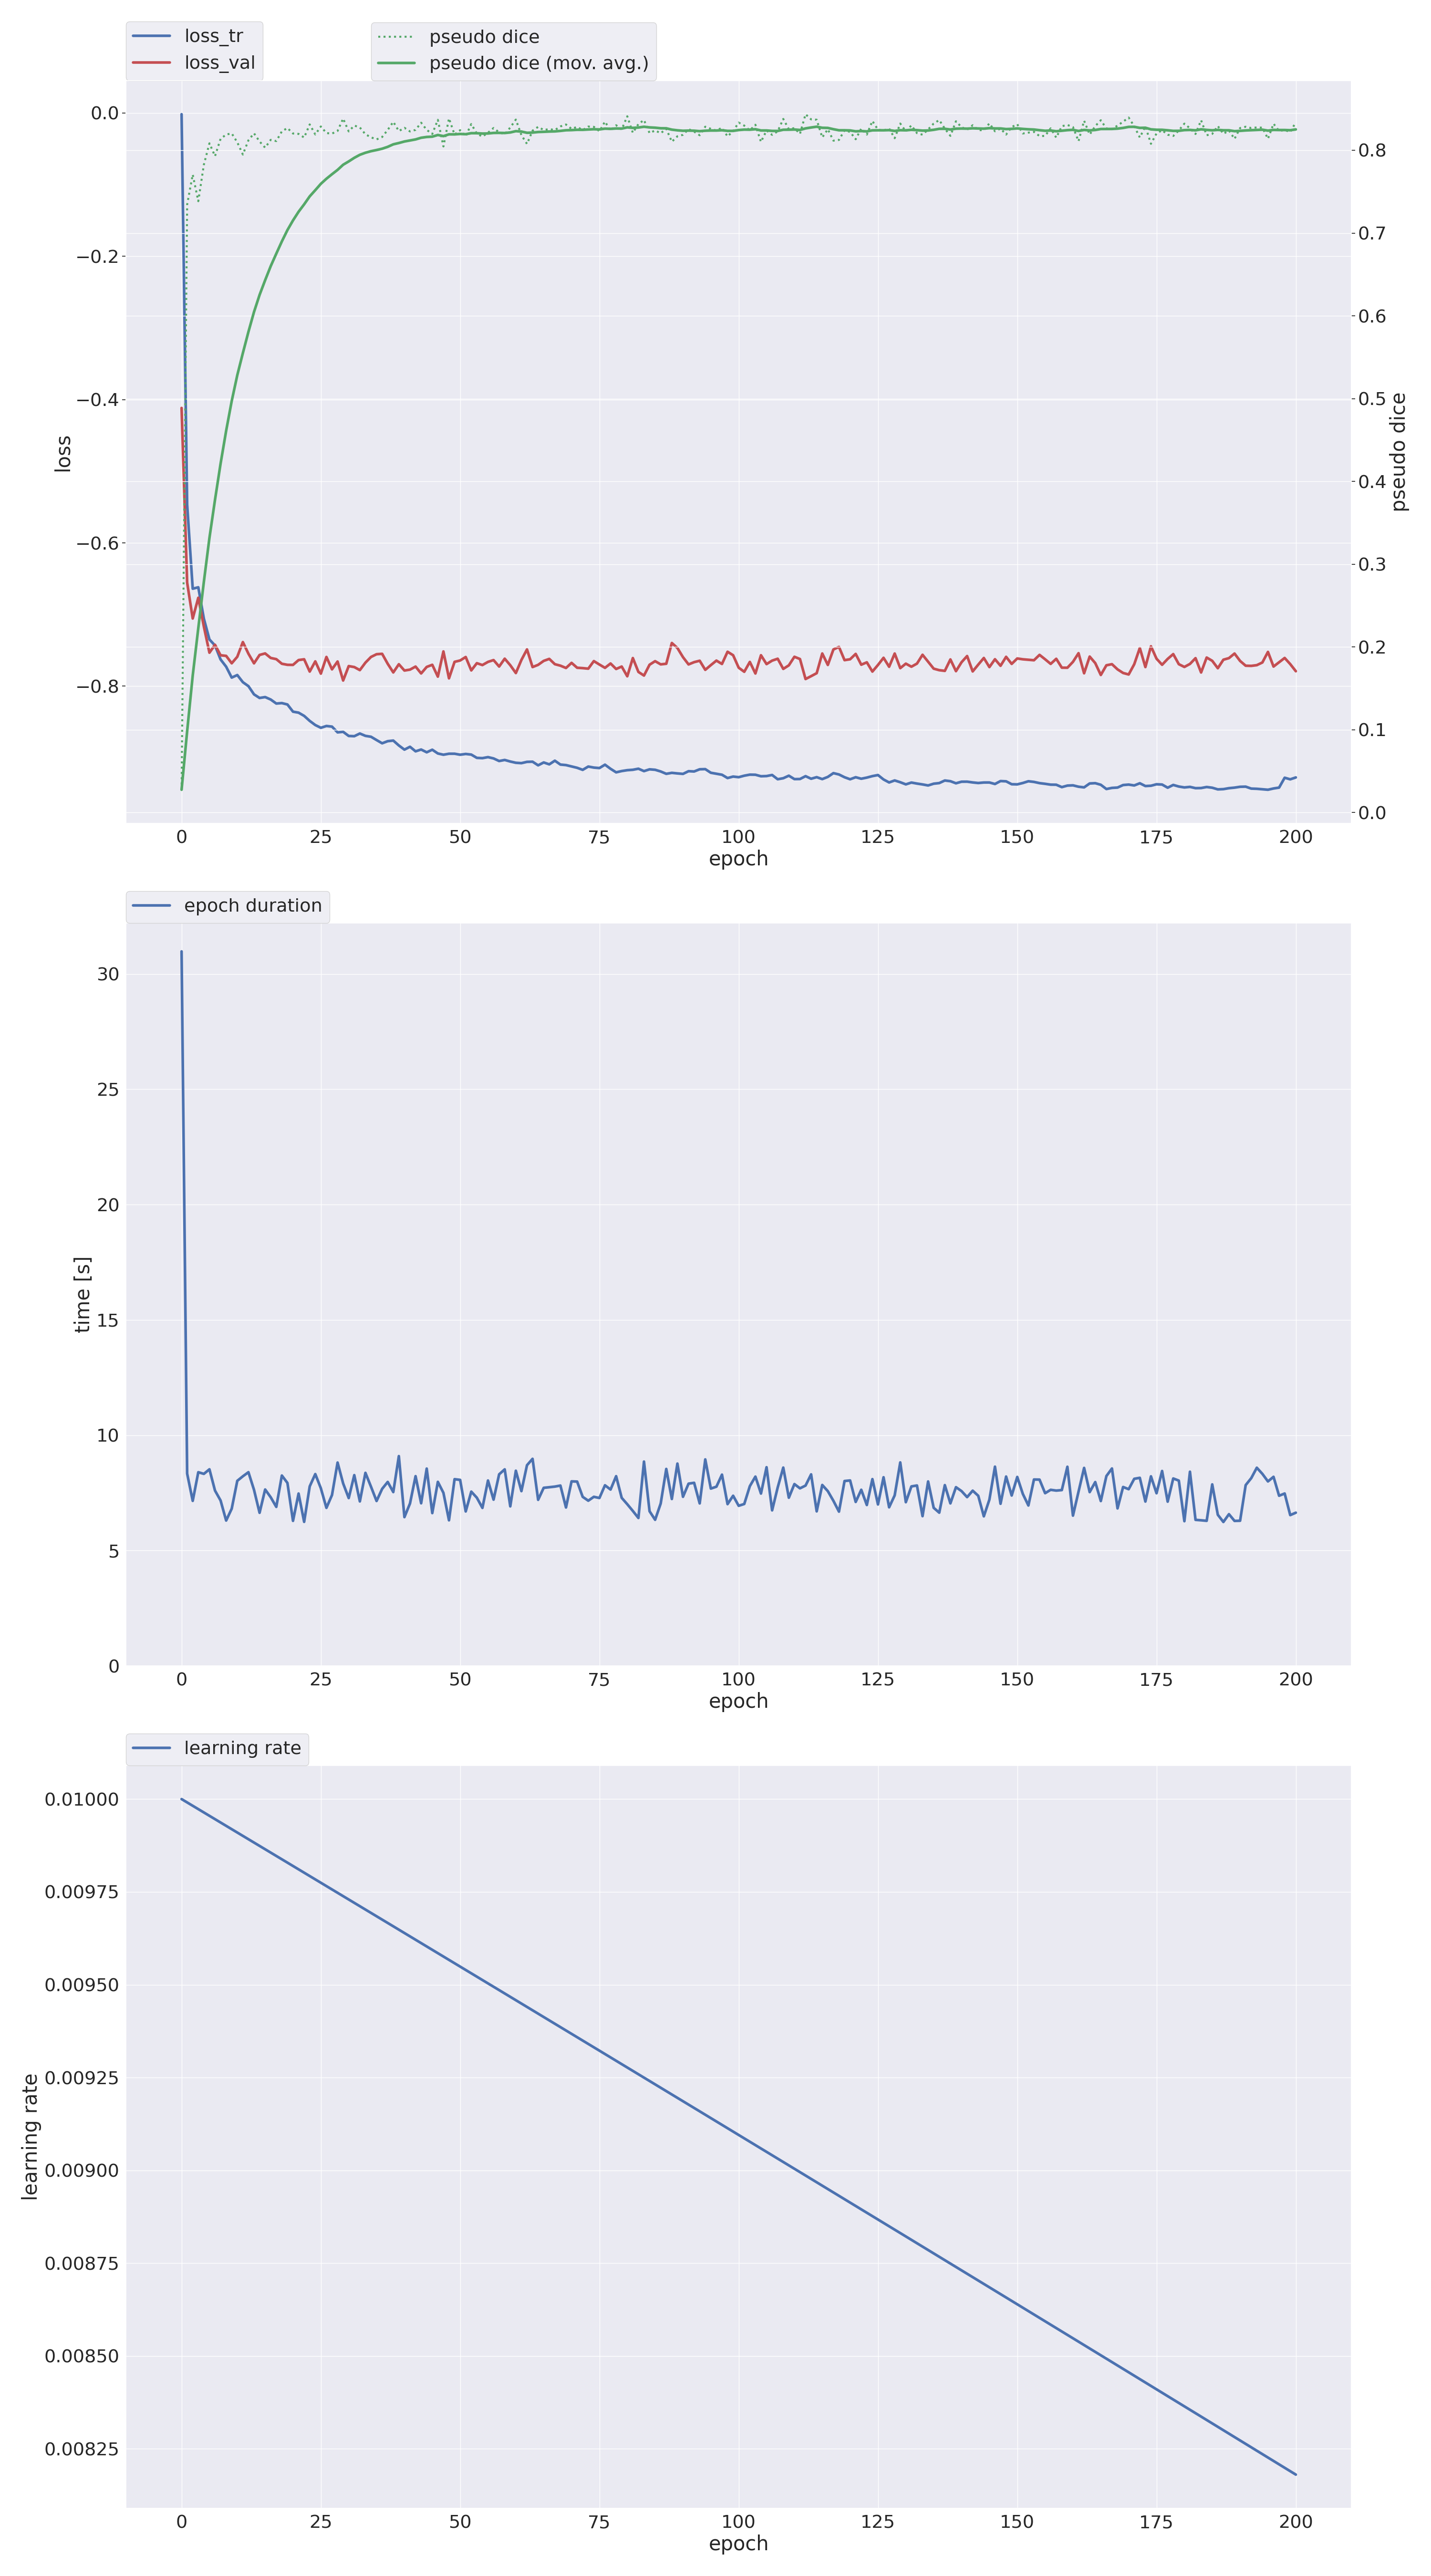 loss_tr
loss_val
pseudo dice
pseudo dice (mov. avg.)
0.0
−0.2
−0.4
−0.6
−0.8
loss
0.8
0.7
0.6
0.5
0.4
0.3
0.2
0.1
0.0
pseudo dice
0 25 50 75 100 125 150 175 200
epoch
epoch duration
30
25
20
15
10
5
0
time [s]
0 25 50 75 100 125 150 175 200
epoch
learning rate
0.01000
0.00975
0.00950
0.00925
0.00900
0.00875
0.00850
0.00825
learning rate
0 25 50 75 100 125 150 175 200
epoch